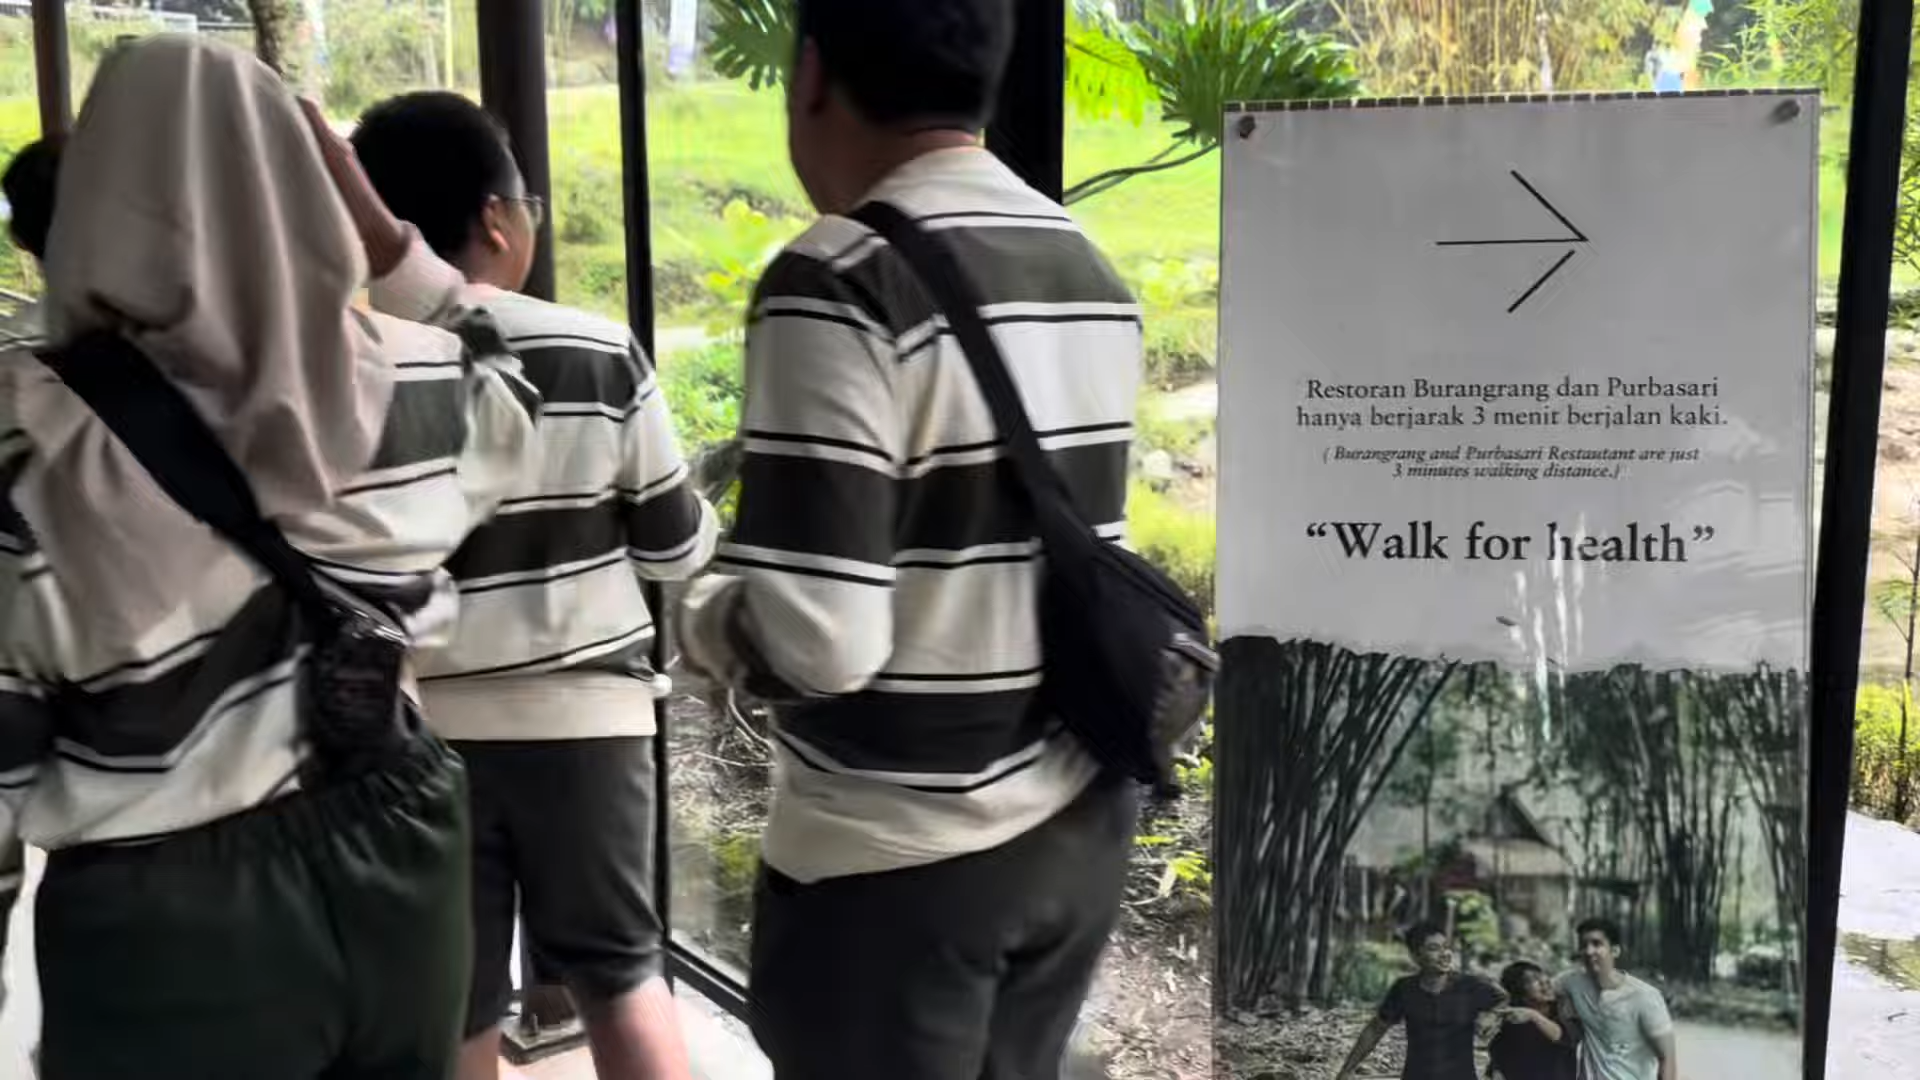 Restoran Burangrang dan Purbasari
hanya berjarak 3 menit berjalan kaki.
( Burangrang and Purbasari Restautant are just
3 minutes walking distance.)
“Walk for health”